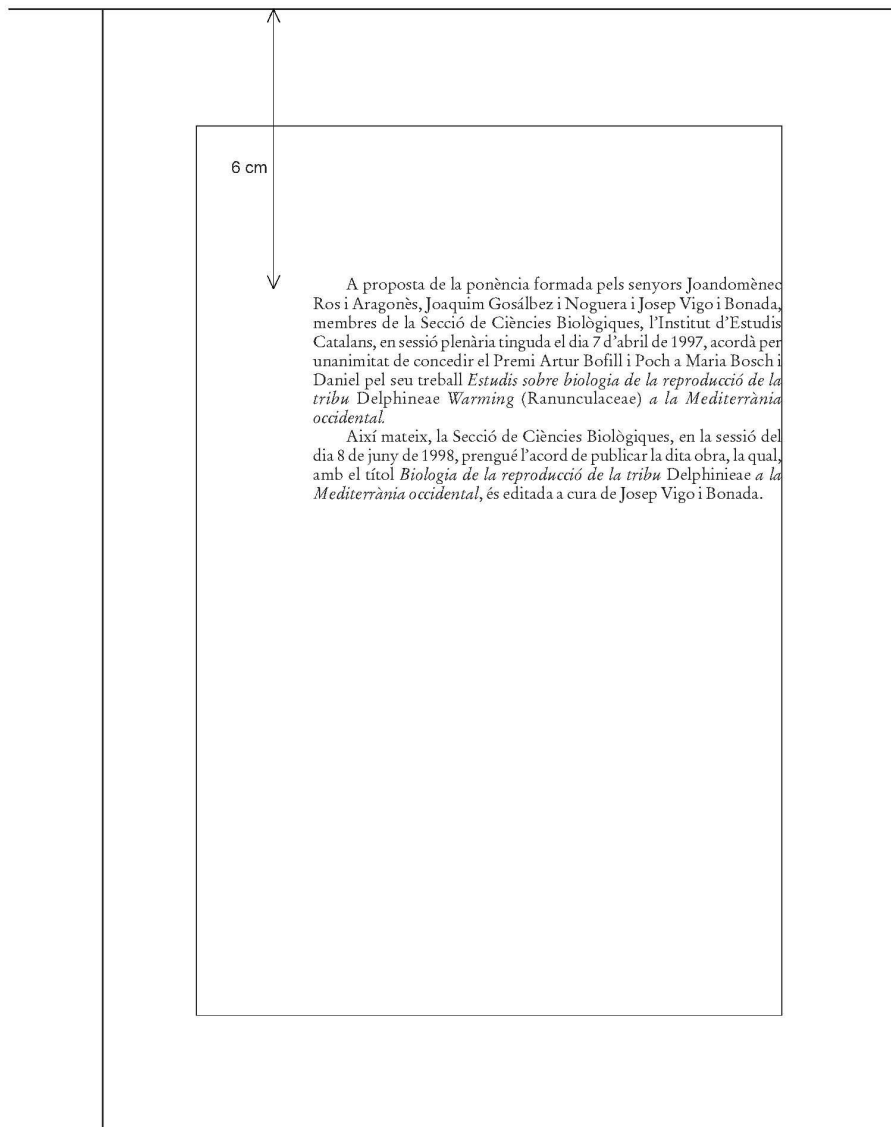 6 cm
A proposta de la ponència formada pels senyors Joandomènec
Ros i Aragonès, Joaquim Gosálbez i Noguera i Josep Vigo i Bonada,
membres de la Secció de Ciències Biològiques, l’Institut d’Estudis
Catalans, en sessió plenària tinguda el dia 7 d’abril de 1997, acordà per
unanimitat de concedir el Premi Artur Bofill i Poch a Maria Bosch i
Daniel pel seu treball Estudis sobre biologia de la reproducció de la
tribu Delphineae Warming (Ranunculaceae) a la Mediterrània
occidental.
Així mateix, la Secció de Ciències Biològiques, en la sessió del
dia 8 de juny de 1998, prengué l’acord de publicar la dita obra, la qual,
amb el títol Biologia de la reproducció de la tribu Delphinieae a la
Mediterrània occidental, és editada a cura de Josep Vigo i Bonada.